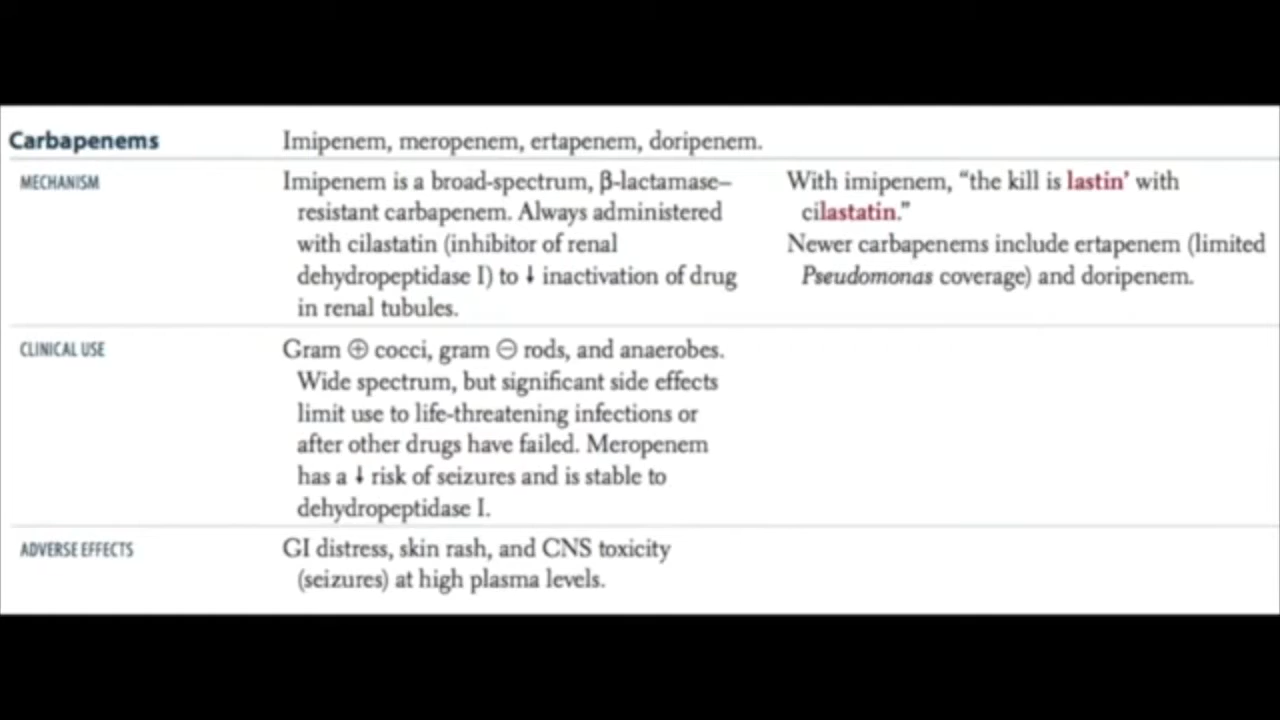 Carbapenems
Imipenem, meropenem, ertapenem, doripenem.
MECHANISM
Imipenem is a broad-spectrum, β-lactamase–
resistant carbapenem. Always administered
with cilastatin (inhibitor of renal
dehydropeptidase I) to ↓ inactivation of drug
in renal tubules.
With imipenem, “the kill is lastin’ with
cilastatin.”
Newer carbapenems include ertapenem (limited
Pseudomonas coverage) and doripenem.
CLINICAL USE
Gram ⊕ cocci, gram ⊖ rods, and anaerobes.
Wide spectrum, but significant side effects
limit use to life-threatening infections or
after other drugs have failed. Meropenem
has a ↓ risk of seizures and is stable to
dehydropeptidase I.
ADVERSE EFFECTS
GI distress, skin rash, and CNS toxicity
(seizures) at high plasma levels.